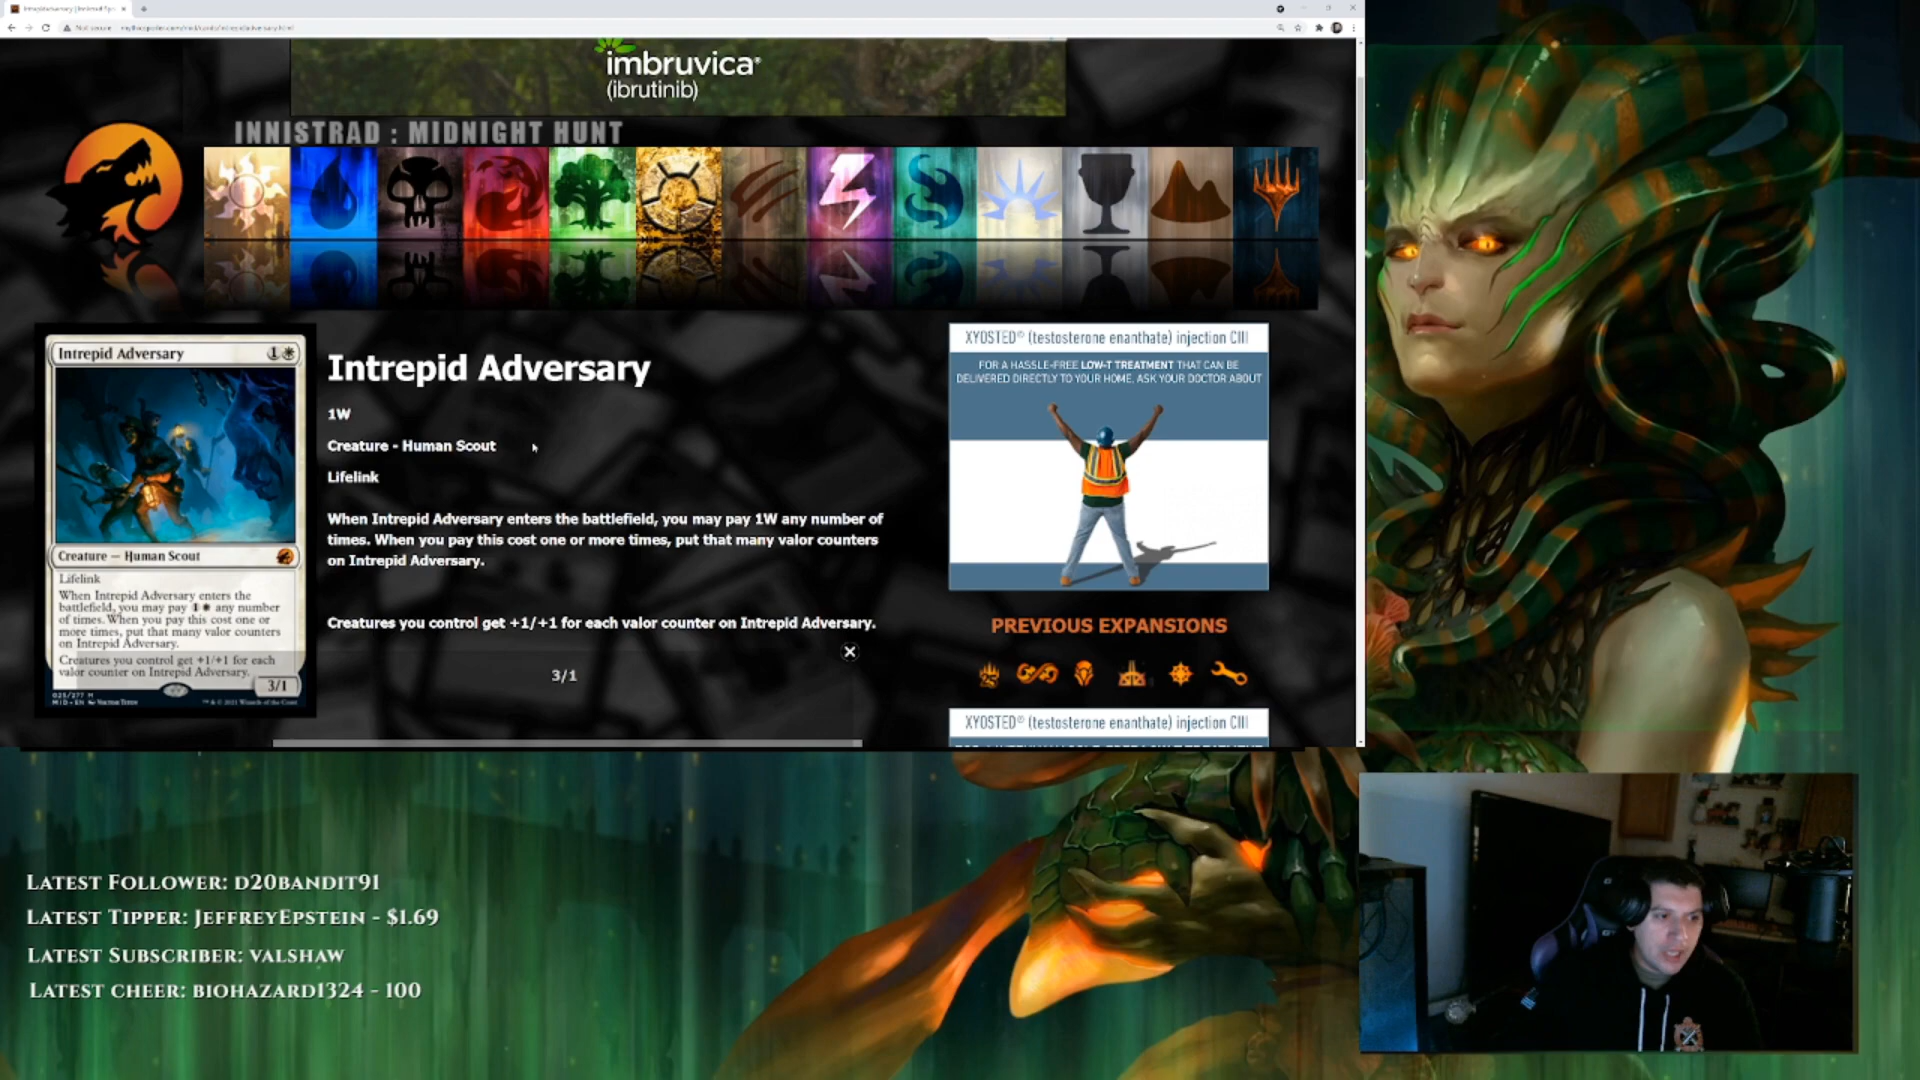 Not secure
imbruvica®
(ibrutinib)
INNISTRAD : MIDNIGHT HUNT
Intrepid Adversary
Creature — Human Scout
Lifelink
When Intrepid Adversary enters the
battlefield, you may pay 1 any number
of times. When you pay this cost one or
more times, put that many valor counters
on Intrepid Adversary.
Creatures you control get +1/+1 for each
valor counter on Intrepid Adversary.
3/1
Intrepid Adversary
1W
Creature - Human Scout
Lifelink
When Intrepid Adversary enters the battlefield, you may pay 1W any number of
times. When you pay this cost one or more times, put that many valor counters
on Intrepid Adversary.
Creatures you control get +1/+1 for each valor counter on Intrepid Adversary.
3/1
XYOSTED® (testosterone enanthate) injection CIII
FOR A HASSLE-FREE LOW-T TREATMENT THAT CAN BE
DELIVERED DIRECTLY TO YOUR HOME, ASK YOUR DOCTOR ABOUT
PREVIOUS EXPANSIONS
XYOSTED® (testosterone enanthate) injection CIII
LATEST FOLLOWER: D20BANDIT91
LATEST TIPPER: JEFFREYEPSTEIN - $1.69
LATEST SUBSCRIBER: VALSHAW
LATEST CHEER: BIOHAZARD1324 - 100